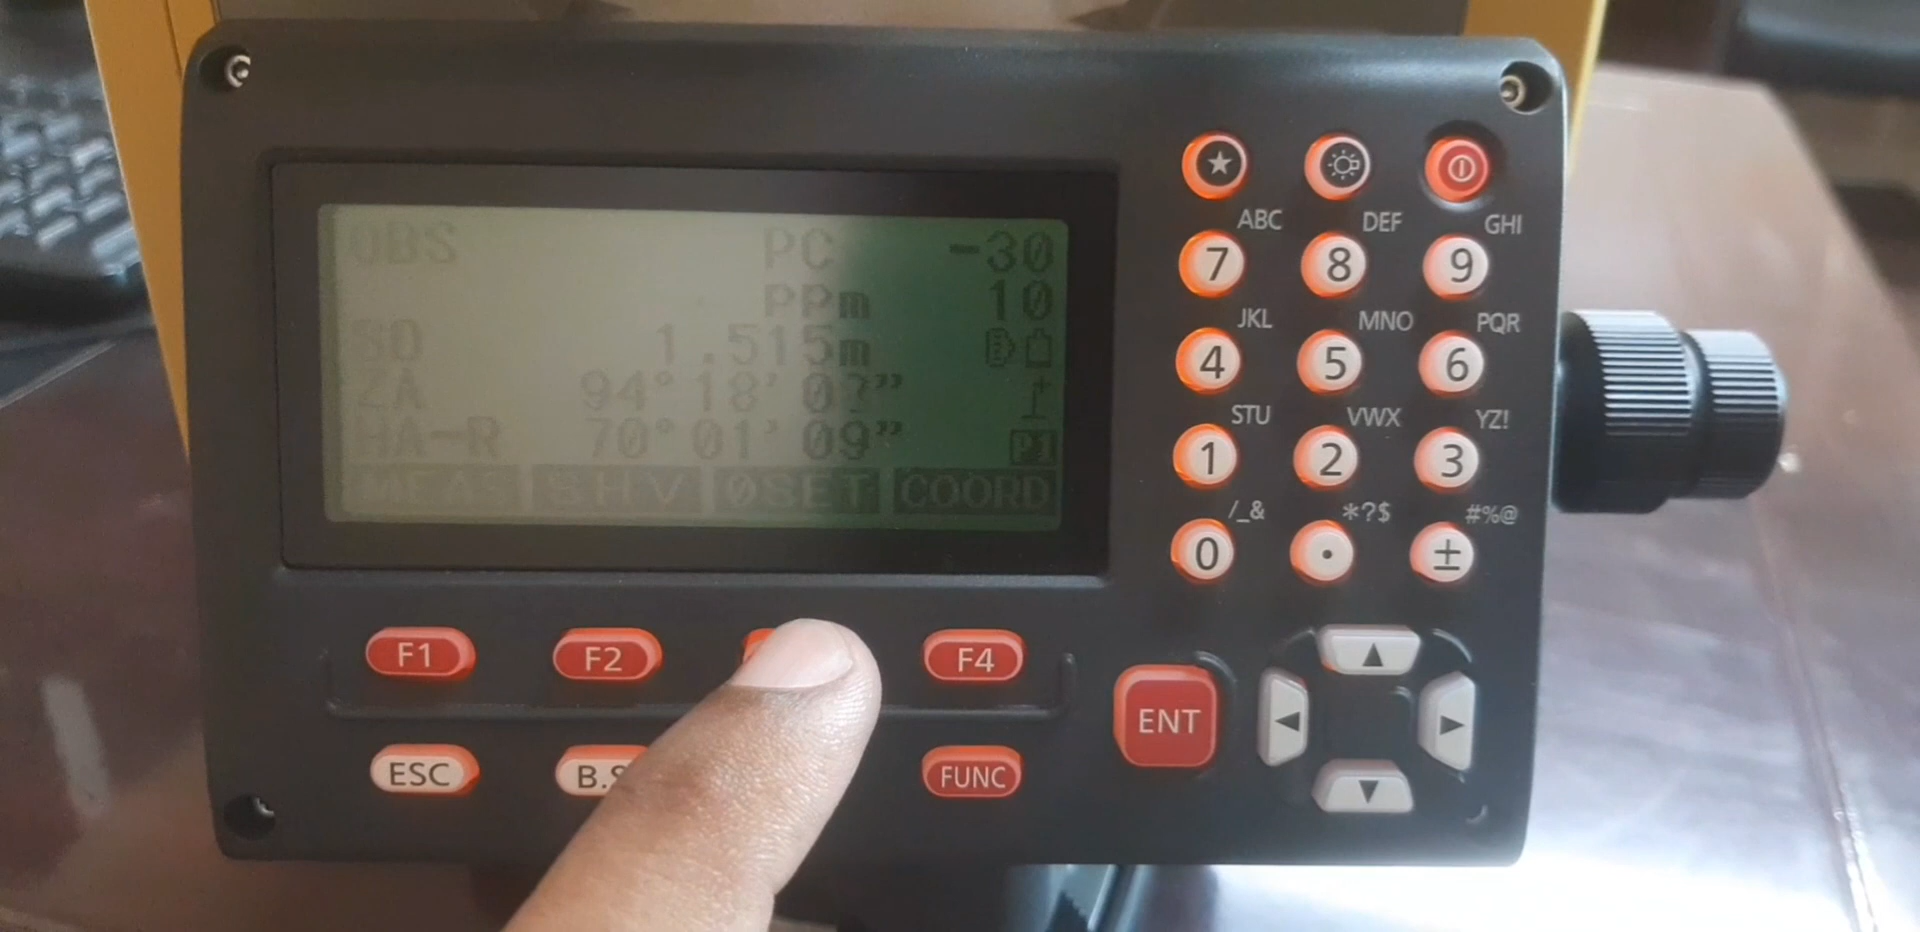 OBS PC -30
PPm 10
SD 1.515m
ZA 94° 18'
HA-R 70° 01' 09" P1
MEAS SHV 0SET COORD
ABC DEF GHI
7 8 9
JKL MNO PQR
4 5 6
STU VWX YZ!
1 2 3
/_& *?$ #%@
0 . ±
F1 F2 F4
ENT
ESC FUNC